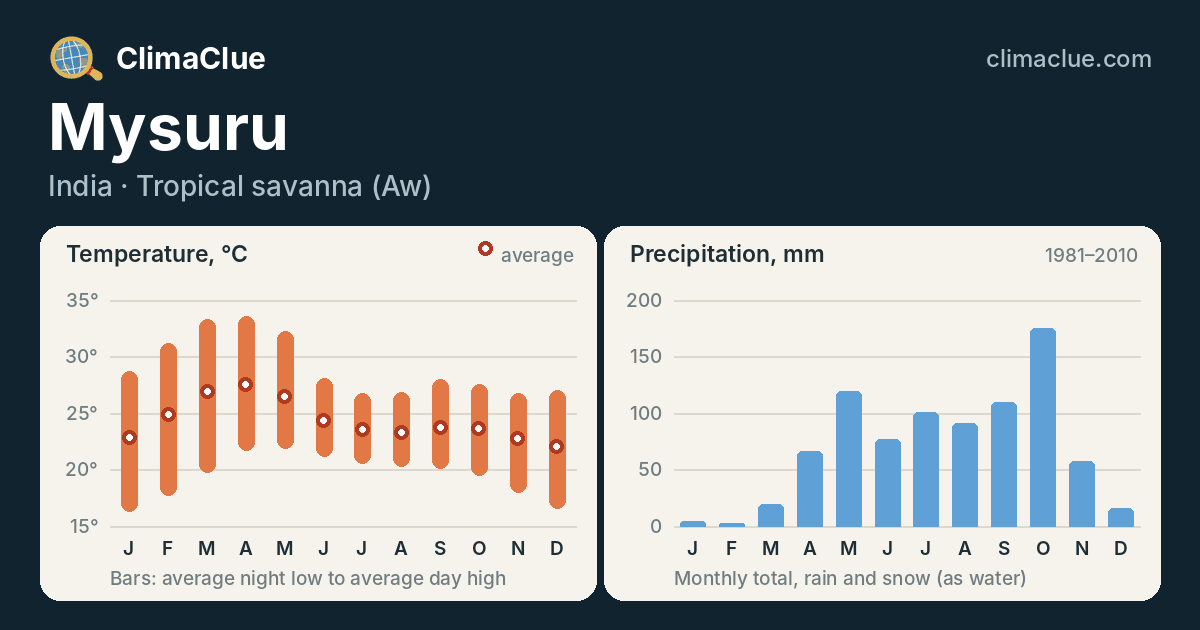 ClimaClue
climaclue.com
Mysuru
India · Tropical savanna (Aw)
Temperature, °C
average
35°
30°
25°
20°
15°
J F M A M J J A S O N D
Bars: average night low to average day high
Precipitation, mm
1981–2010
200
150
100
50
0
J F M A M J J A S O N D
Monthly total, rain and snow (as water)